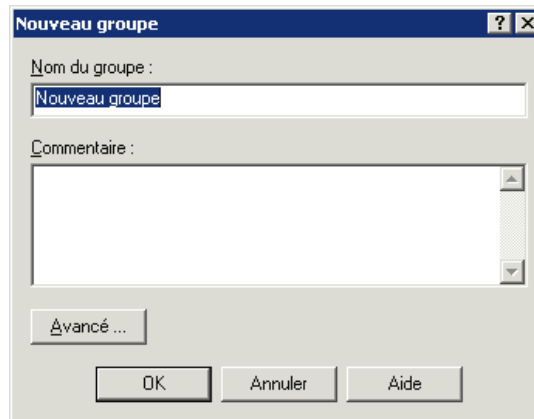 Nouveau groupe
Nom du groupe :
Nouveau groupe
Commentaire :
Avancé ...
OK Annuler Aide